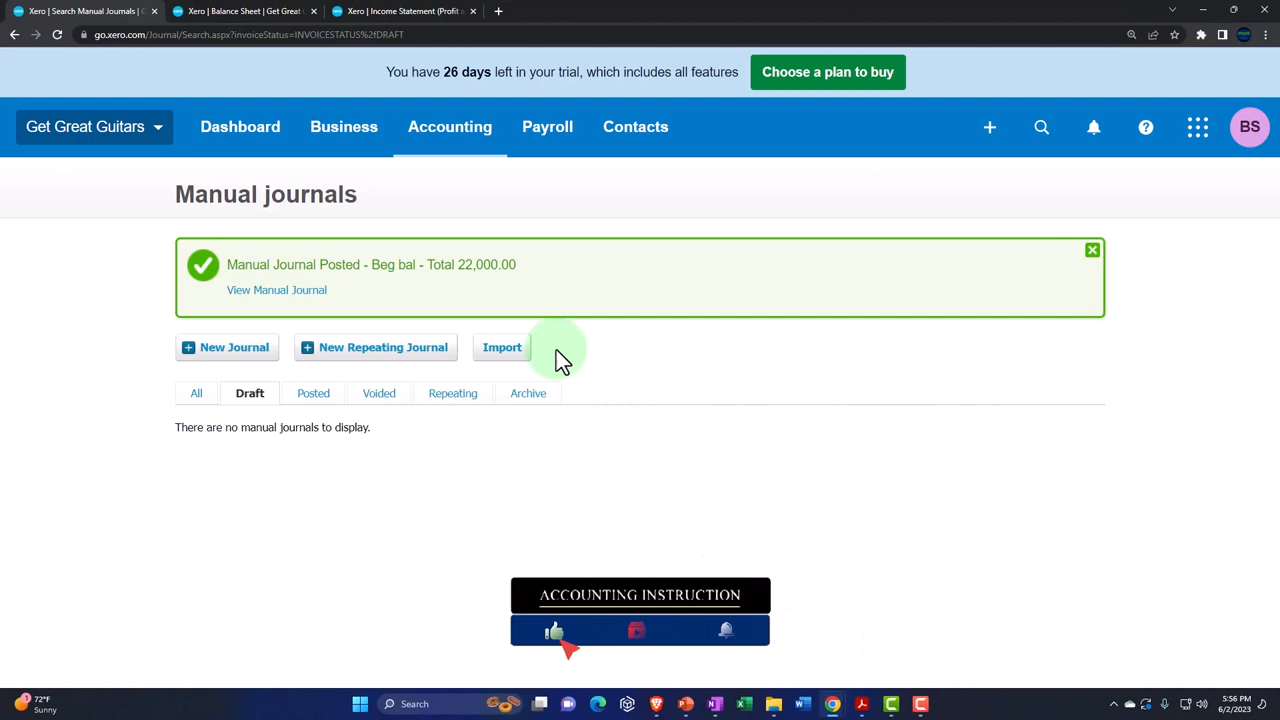 Xero | Search Manual Journals | G
Xero | Balance Sheet | Get Great
Xero | Income Statement (Profit a
go.xero.com/Journal/Search.aspx?invoiceStatus=INVOICESTATUS%2fDRAFT
You have 26 days left in your trial, which includes all features
Choose a plan to buy
Get Great Guitars
Dashboard
Business
Accounting
Payroll
Contacts
BS
Manual journals
Manual Journal Posted - Beg bal - Total 22,000.00
View Manual Journal
New Journal
New Repeating Journal
Import
All
Draft
Posted
Voided
Repeating
Archive
There are no manual journals to display.
ACCOUNTING INSTRUCTION
72°F
Sunny
Search
5:56 PM
6/2/2023